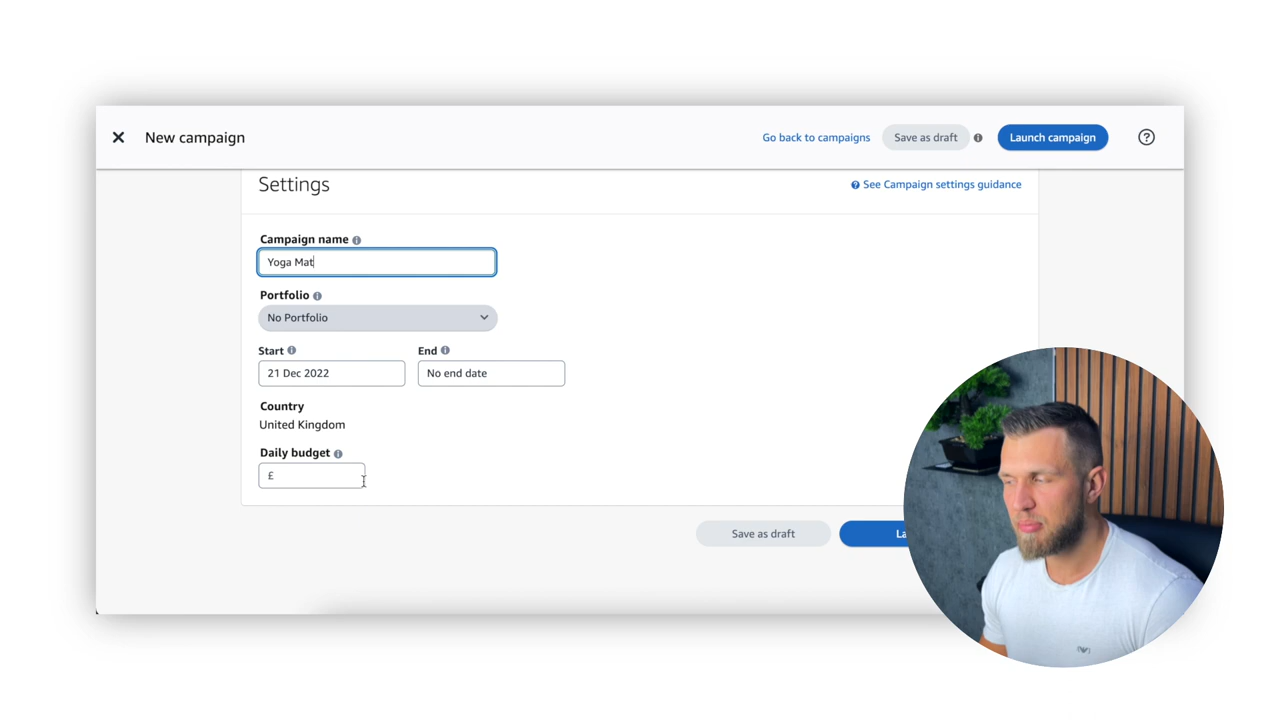 New campaign
Go back to campaigns
Save as draft
Launch campaign
Settings
See Campaign settings guidance
Campaign name
Yoga Mat
Portfolio
No Portfolio
Start
End
21 Dec 2022
No end date
Country
United Kingdom
Daily budget
£
Save as draft
La